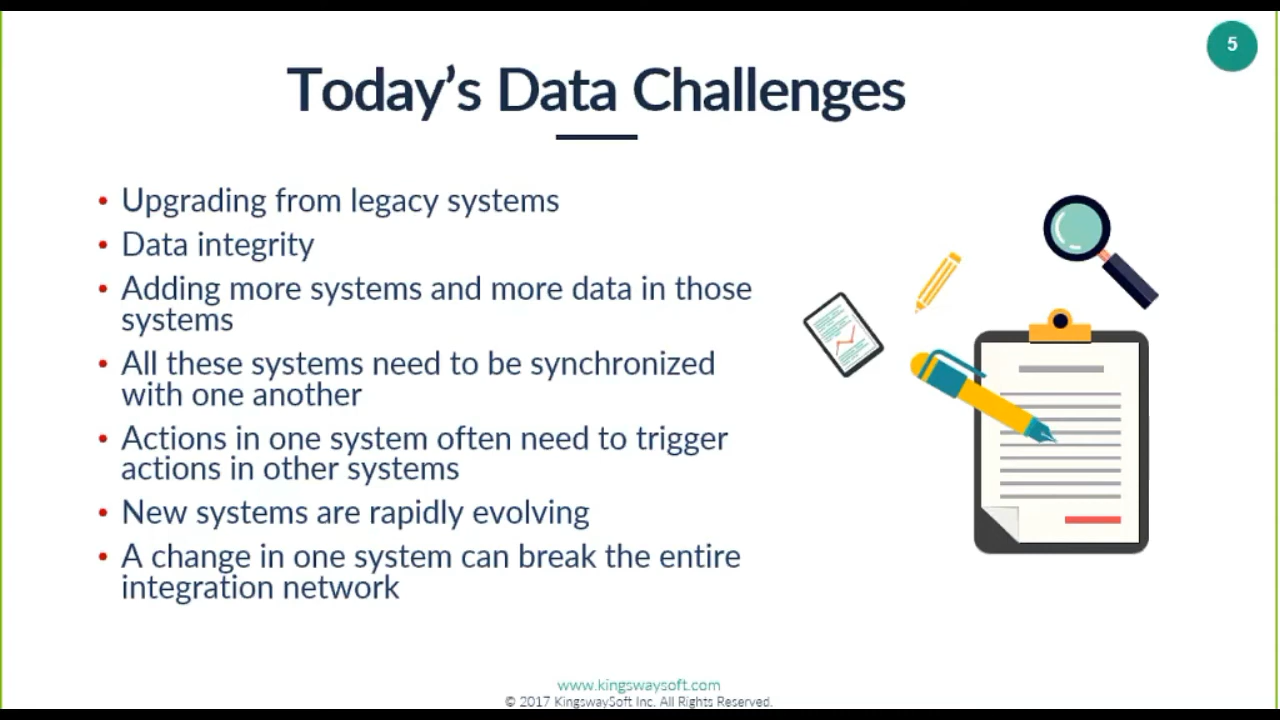 5
Today’s Data Challenges
• Upgrading from legacy systems
• Data integrity
• Adding more systems and more data in those
systems
• All these systems need to be synchronized
with one another
• Actions in one system often need to trigger
actions in other systems
• New systems are rapidly evolving
• A change in one system can break the entire
integration network
www.kingswaysoft.com
© 2017 KingswaySoft Inc. All Rights Reserved.